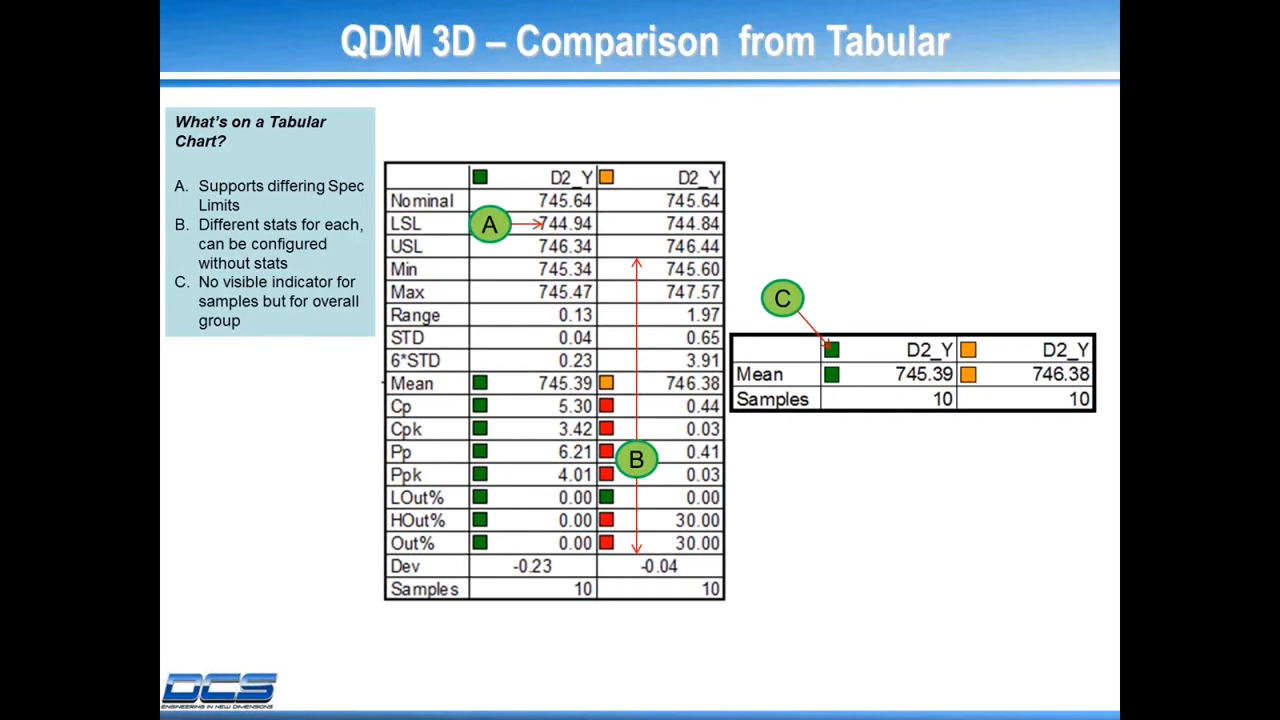 QDM 3D – Comparison from Tabular
What's on a Tabular
Chart?
A. Supports differing Spec
Limits
B. Different stats for each,
can be configured
without stats
C. No visible indicator for
samples but for overall
group
D2_Y D2_Y
Nominal 745.64 745.64
LSL A 744.94 744.84
USL 746.34 746.44
Min 745.34 745.60
Max 745.47 747.57
Range 0.13 1.97
STD 0.04 0.65
6*STD 0.23 3.91
Mean 745.39 746.38
Cp 5.30 0.44
Cpk 3.42 0.03
Pp 6.21 B 0.41
Ppk 4.01 0.03
LOut% 0.00 0.00
HOut% 0.00 30.00
Out% 0.00 30.00
Dev -0.23 -0.04
Samples 10 10
C
D2_Y D2_Y
Mean 745.39 746.38
Samples 10 10
DCS
ENGINEERING IN NEW DIMENSIONS